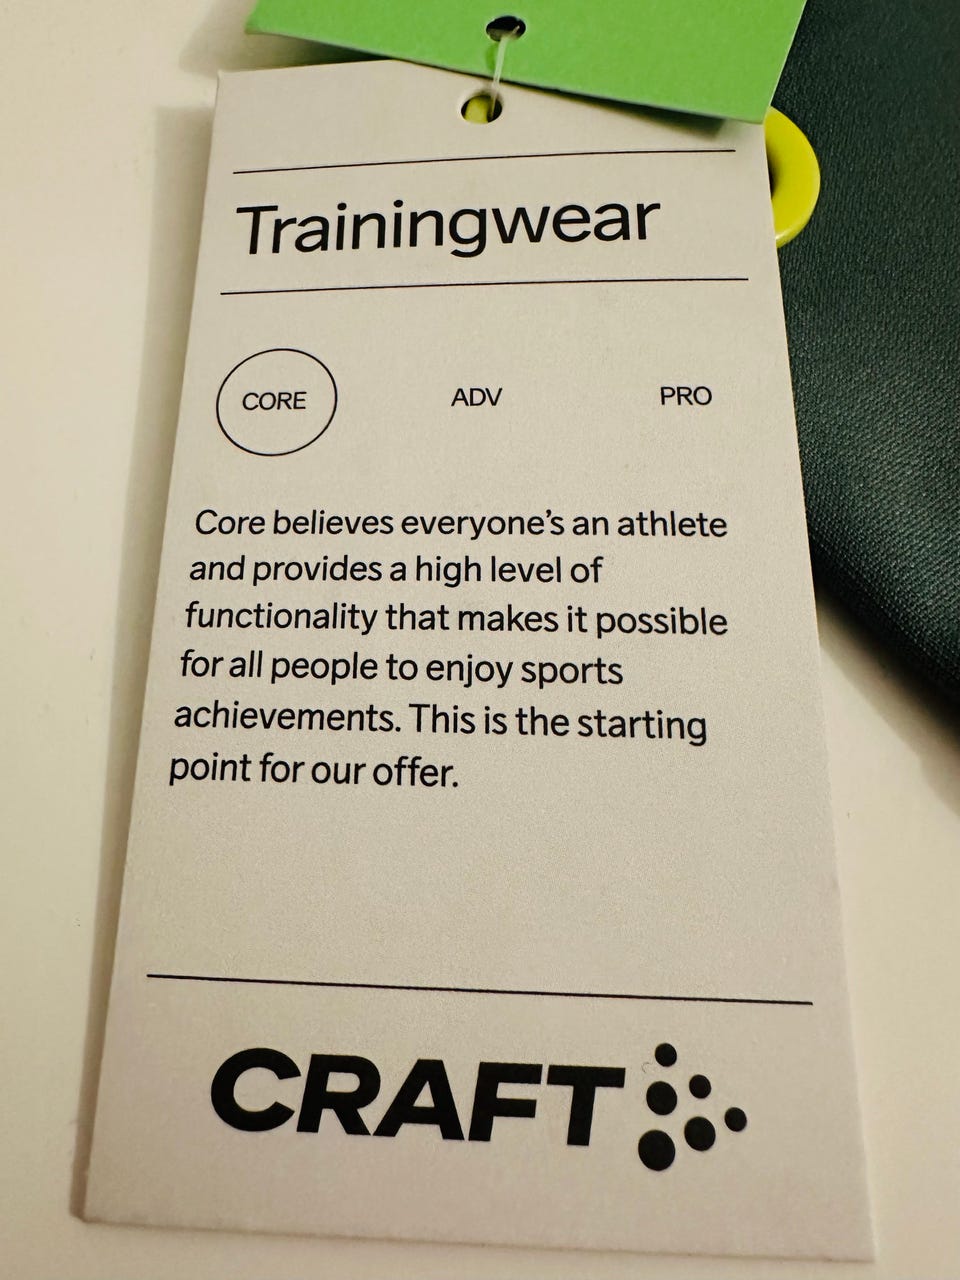 Trainingwear
CORE ADV PRO
Core believes everyone's an athlete
and provides a high level of
functionality that makes it possible
for all people to enjoy sports
achievements. This is the starting
point for our offer.
CRAFT